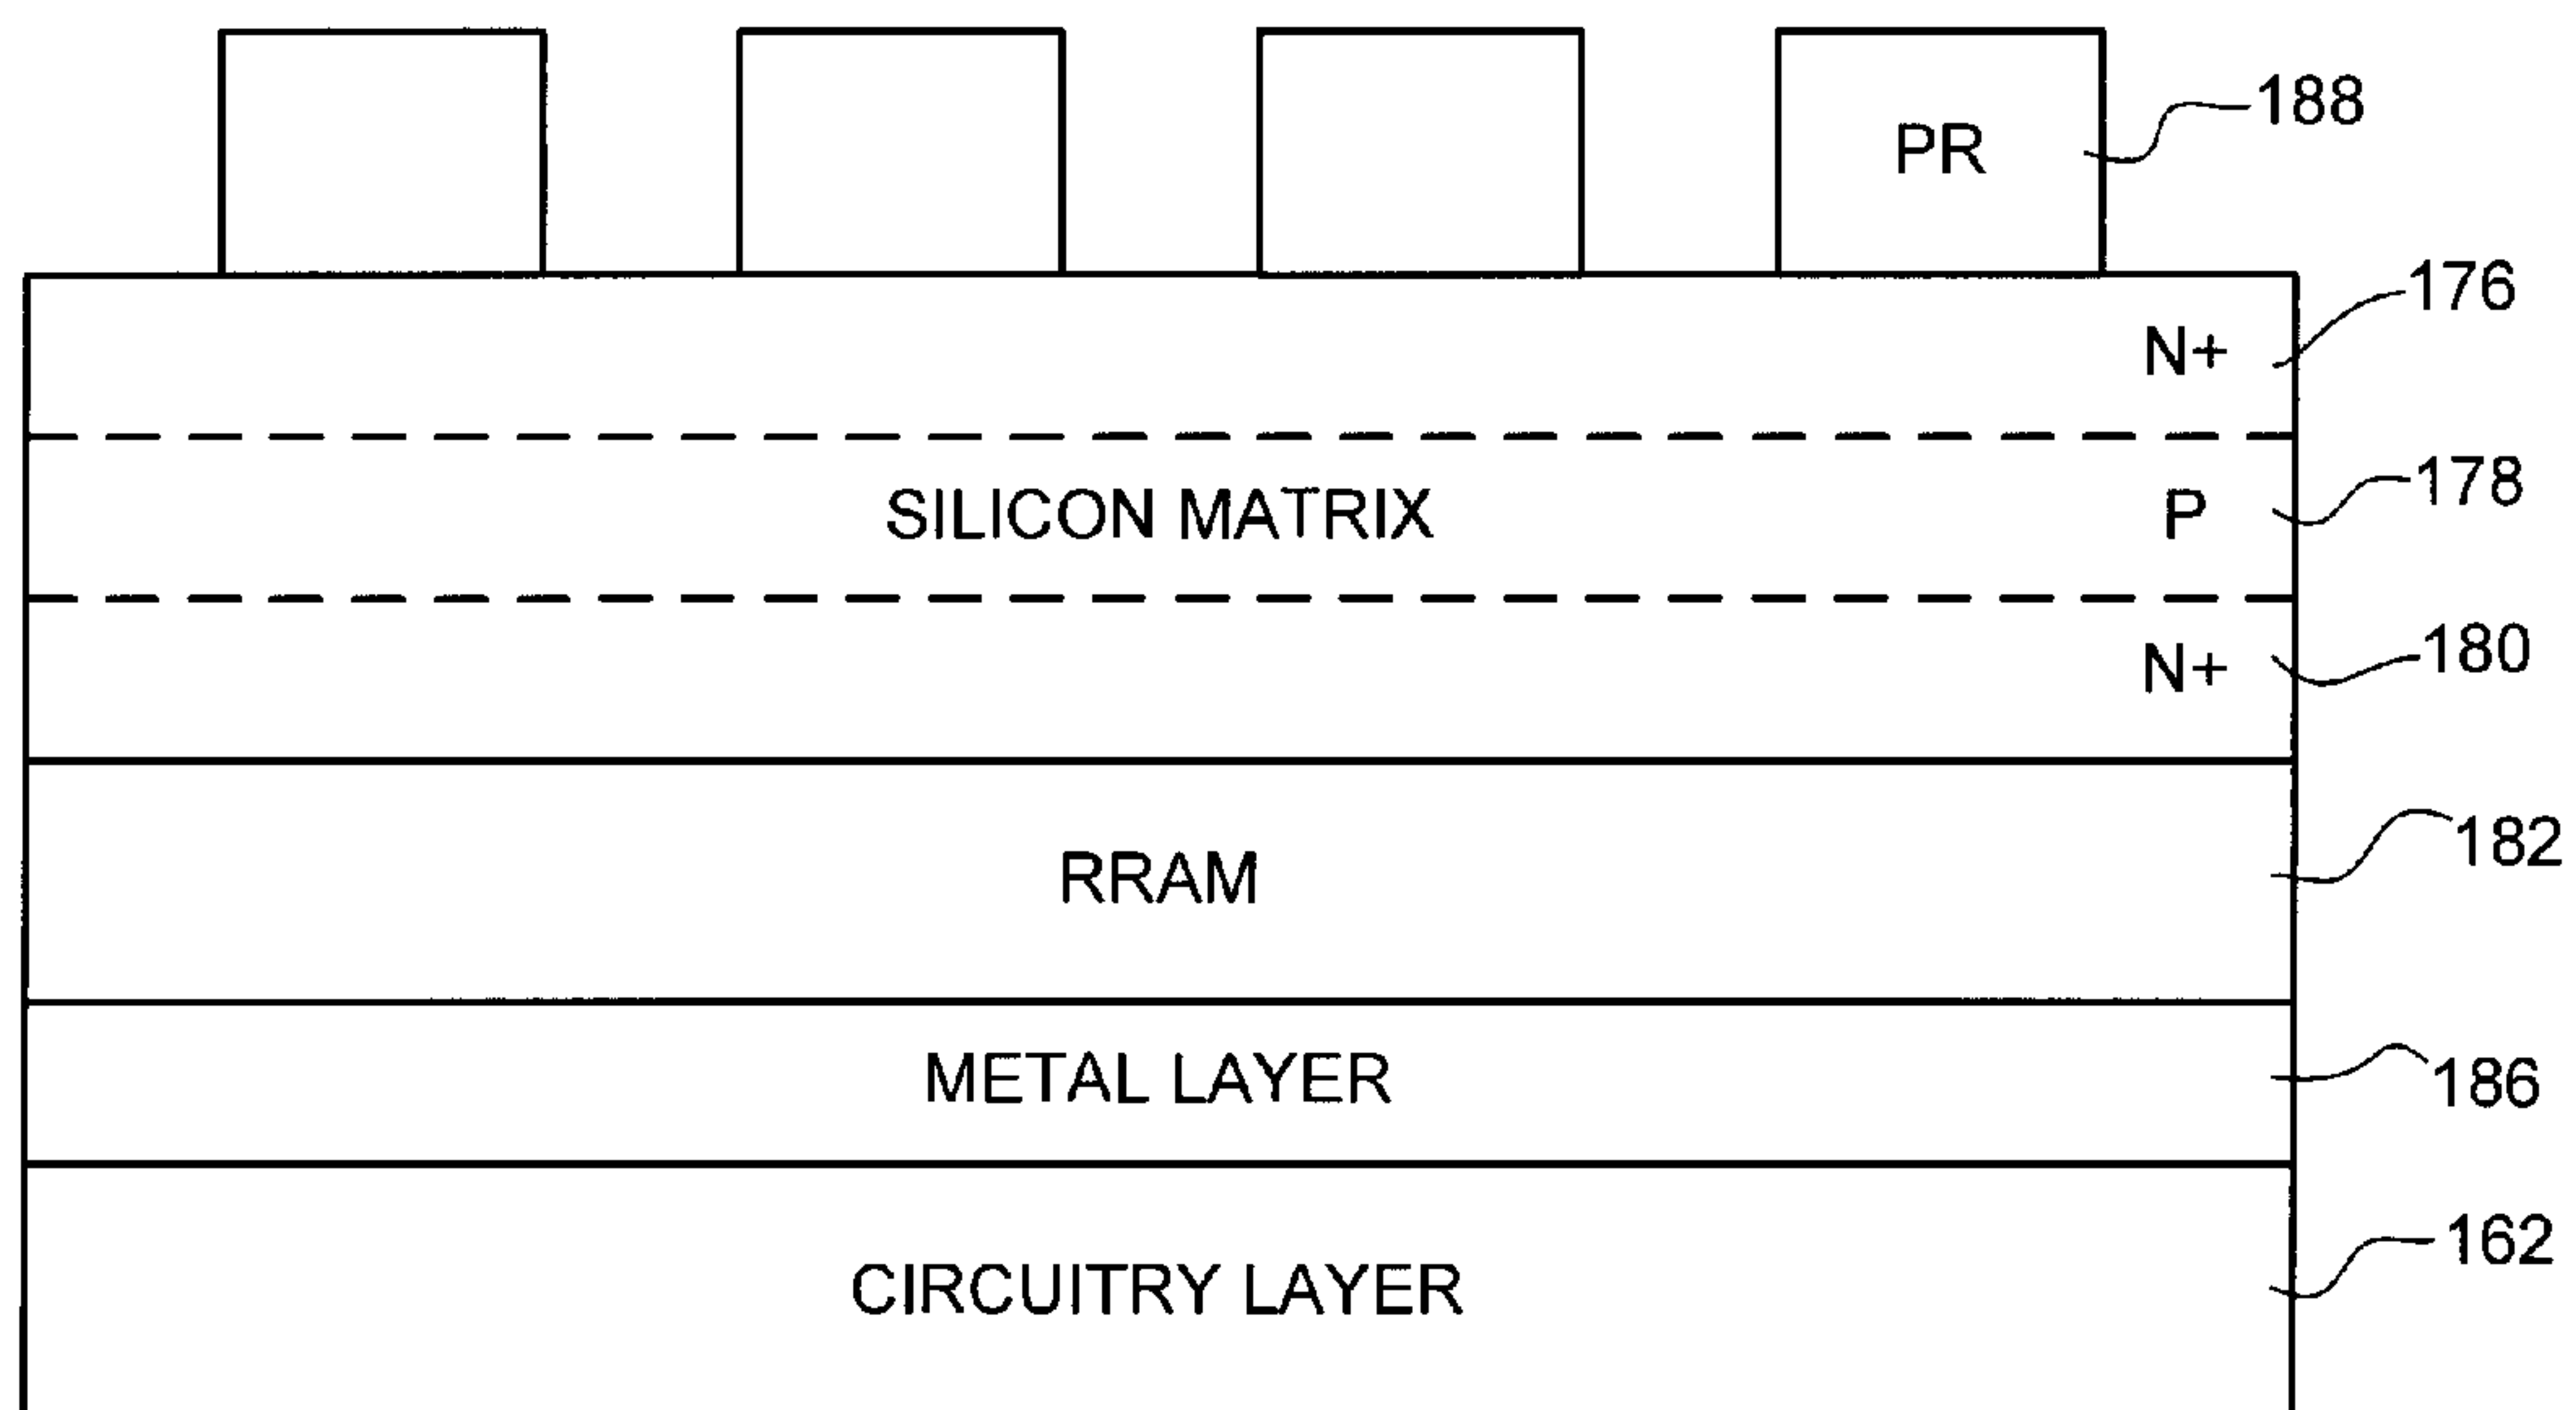 188
PR
176
N+
178
SILICON MATRIX
P
180
N+
182
RRAM
186
METAL LAYER
162
CIRCUITRY LAYER